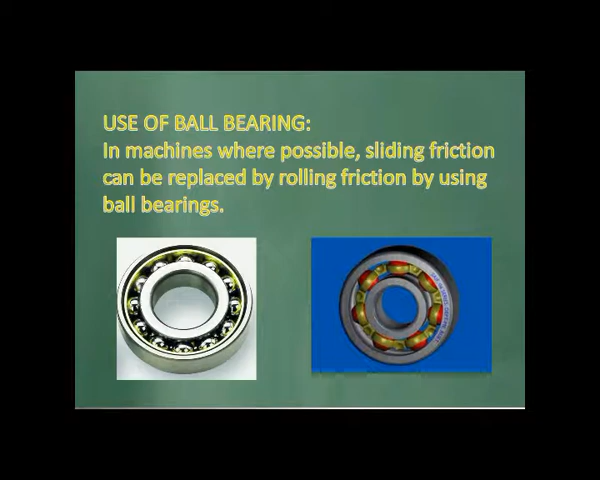 USE OF BALL BEARING:
In machines where possible, sliding friction
can be replaced by rolling friction by using
ball bearings.